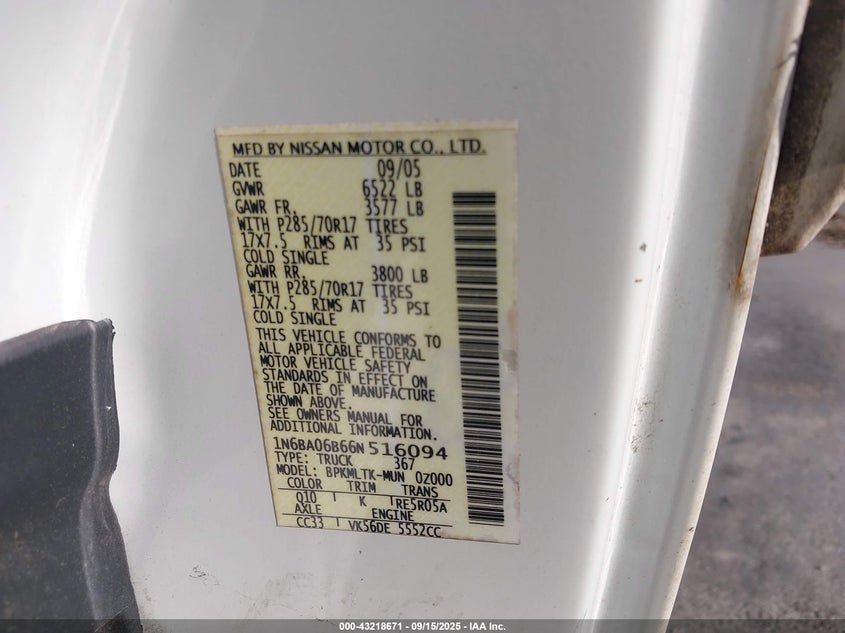 MFD BY NISSAN MOTOR CO., LTD.
DATE 09/05
GVWR 6522 LB
GAWR FR. 3577 LB
WITH P285/70R17 TIRES
17X7.5 RIMS AT 35 PSI
COLD SINGLE
GAWR RR. 3800 LB
WITH P285/70R17 TIRES
17X7.5 RIMS AT 35 PSI
COLD SINGLE
THIS VEHICLE CONFORMS TO
ALL APPLICABLE FEDERAL
MOTOR VEHICLE SAFETY
STANDARDS IN EFFECT ON
THE DATE OF MANUFACTURE
SHOWN ABOVE.
SEE OWNERS MANUAL FOR
ADDITIONAL INFORMATION.
1N6BA06B66N516094
TYPE: TRUCK 367
MODEL: BPKMLTK-MUN 0Z000
COLOR TRIM TRANS
Q10 K RE5R05A
AXLE ENGINE
CC33 VK56DE 5552CC
000-43218671 - 09/15/2025 - IAA Inc.